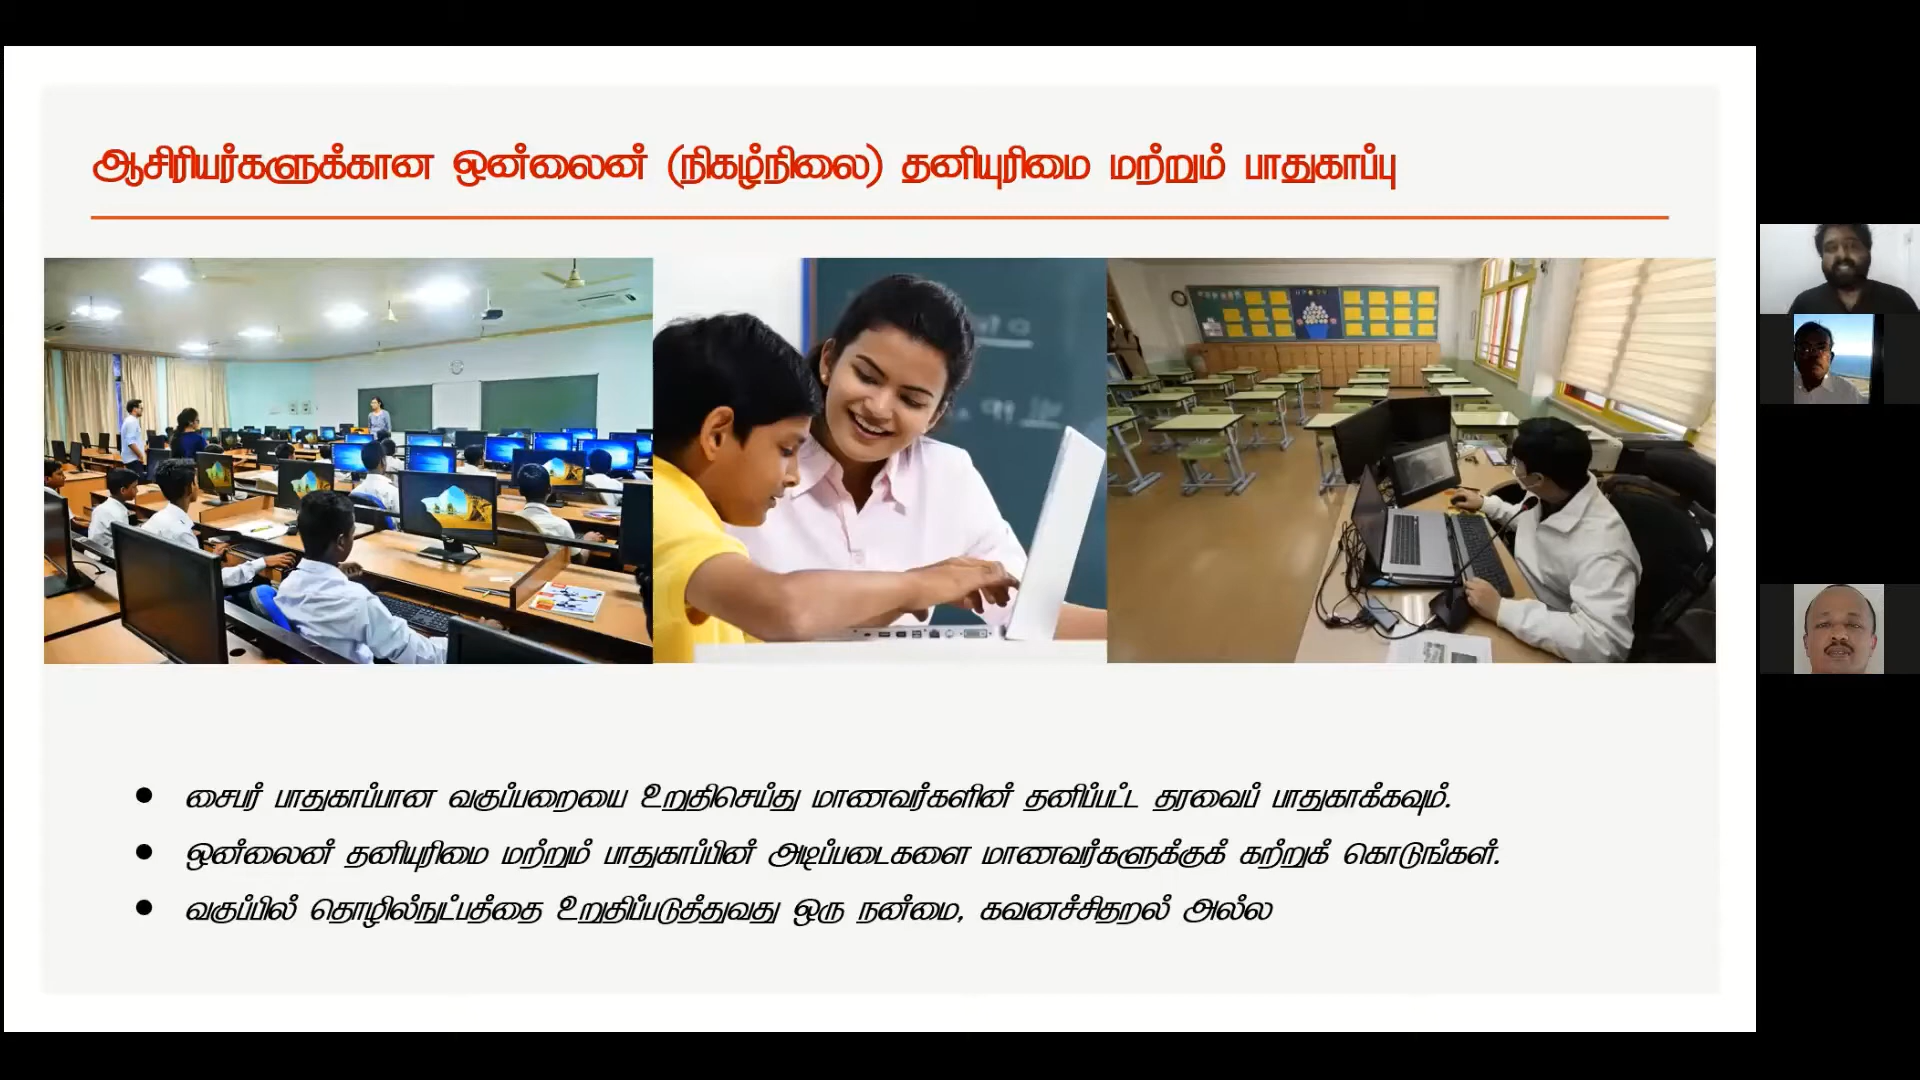 ஆசிரியர்களுக்கான ஒன்லைன் (நிகழ்நிலை) தனியுரிமை மற்றும் பாதுகாப்பு
● சைபர் பாதுகாப்பான வகுப்பறையை உறுதிசெய்து மாணவர்களின் தனிப்பட்ட தரவைப் பாதுகாக்கவும்.
● ஒன்லைன் தனியுரிமை மற்றும் பாதுகாப்பின் அடிப்படைகளை மாணவர்களுக்குக் கற்றுக் கொடுங்கள்.
● வகுப்பில் தொழில்நுட்பத்தை உறுதிப்படுத்துவது ஒரு நன்மை, கவனச்சிதறல் அல்ல